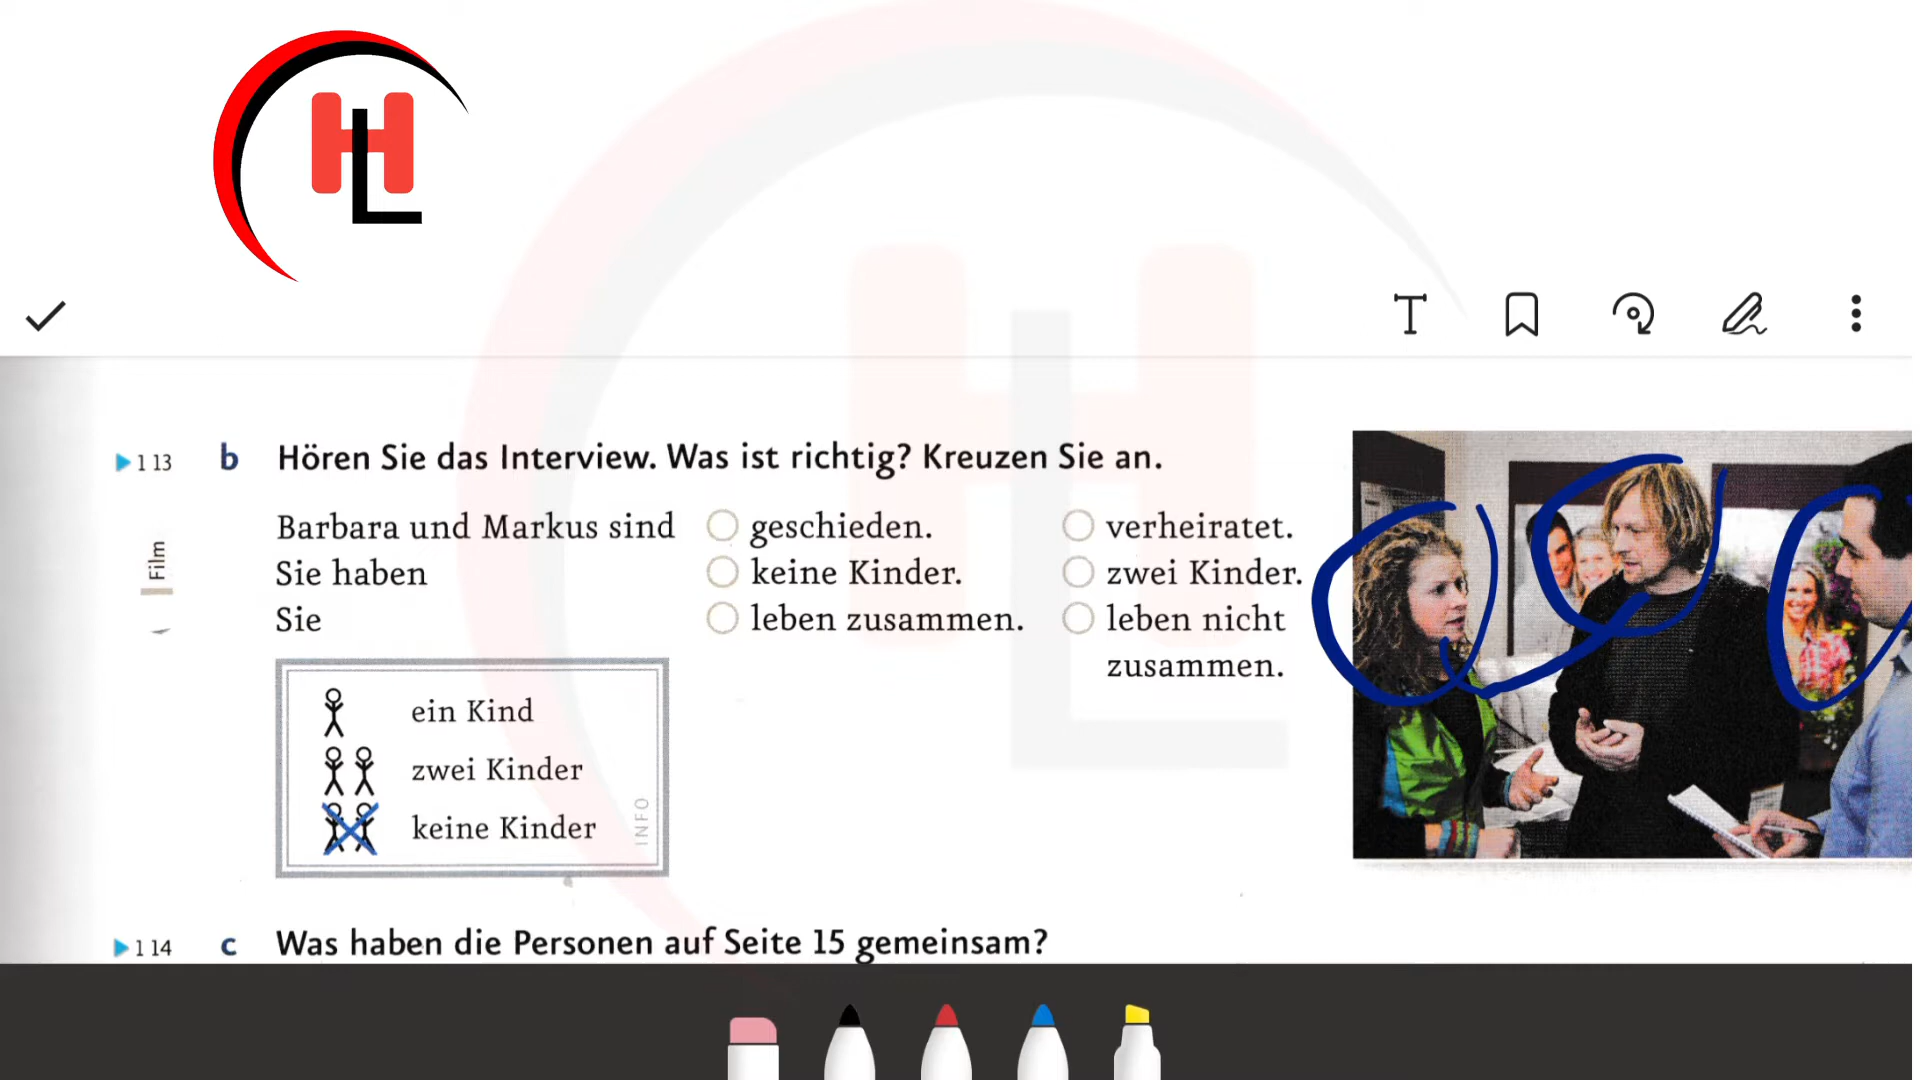 HL
T
▶ 1 13 b Hören Sie das Interview. Was ist richtig? Kreuzen Sie an.
Film
Barbara und Markus sind ○ geschieden. ○ verheiratet.
Sie haben ○ keine Kinder. ○ zwei Kinder.
Sie ○ leben zusammen. ○ leben nicht
zusammen.
ein Kind
zwei Kinder
keine Kinder
INFO
▶ 1 14 c Was haben die Personen auf Seite 15 gemeinsam?